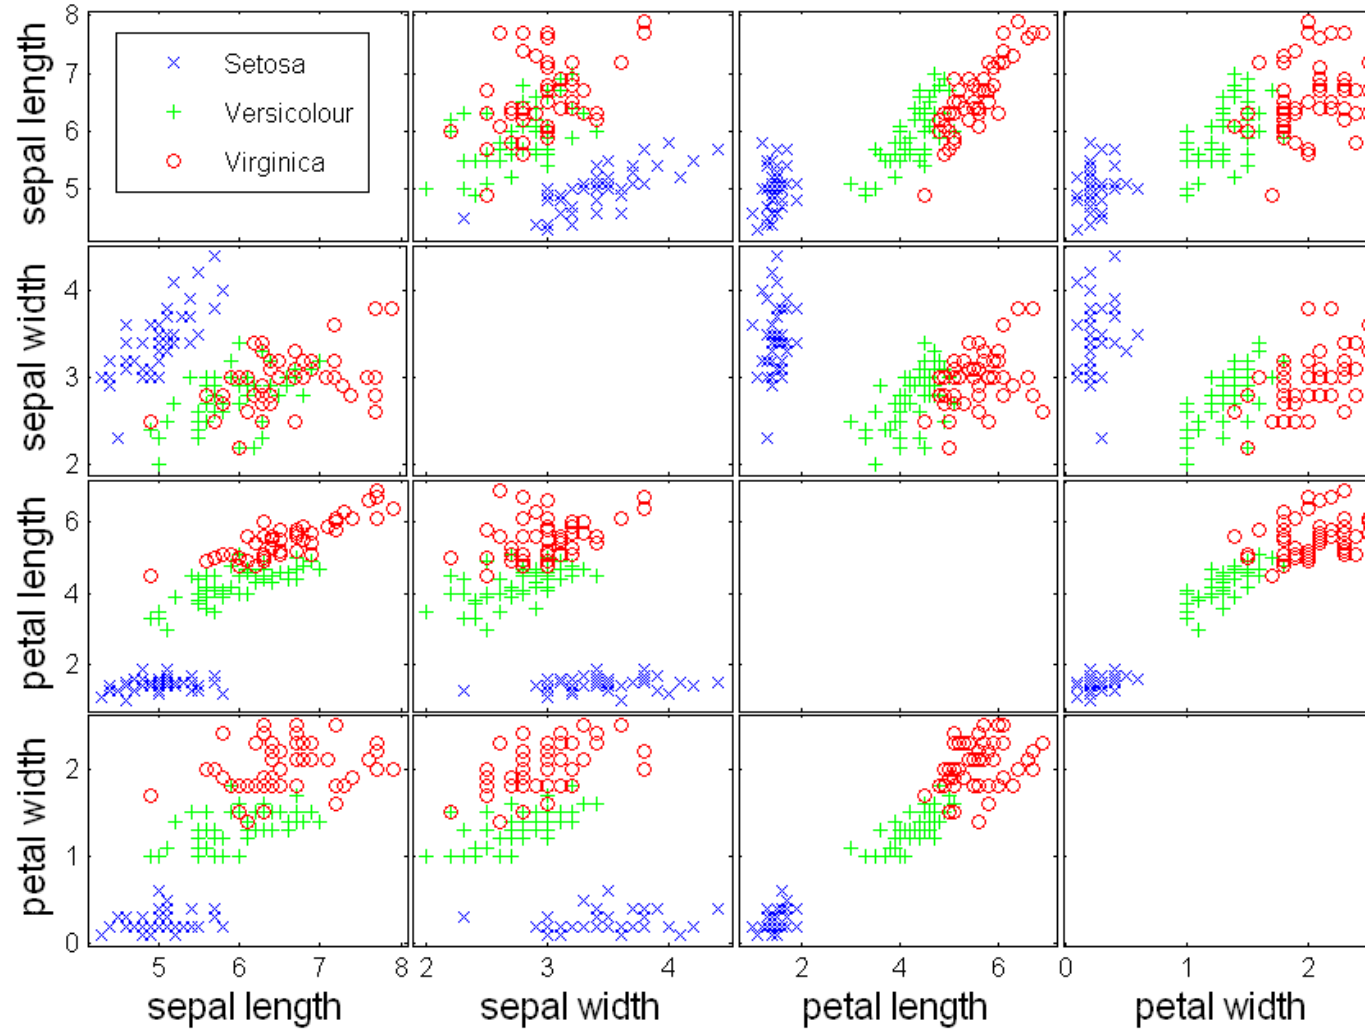 sepal length
8
7
6
5
Setosa
Versicolour
Virginica
sepal width
4
3
2
petal length
6
4
2
petal width
2
1
0
5 6 7 8 2 3 4 2 4 6 0 1 2
sepal length sepal width petal length petal width